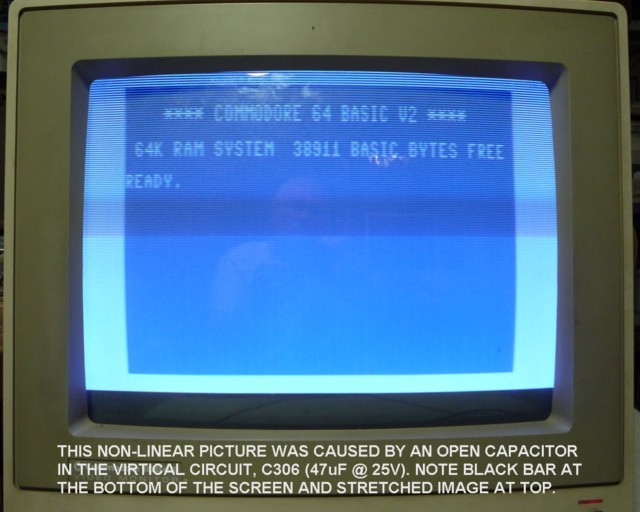 **** COMMODORE 64 BASIC V2 ****
64K RAM SYSTEM 38911 BASIC BYTES FREE
READY.
THIS NON-LINEAR PICTURE WAS CAUSED BY AN OPEN CAPACITOR
IN THE VIRTICAL CIRCUIT, C306 (47uF @ 25V). NOTE BLACK BAR AT
THE BOTTOM OF THE SCREEN AND STRETCHED IMAGE AT TOP.